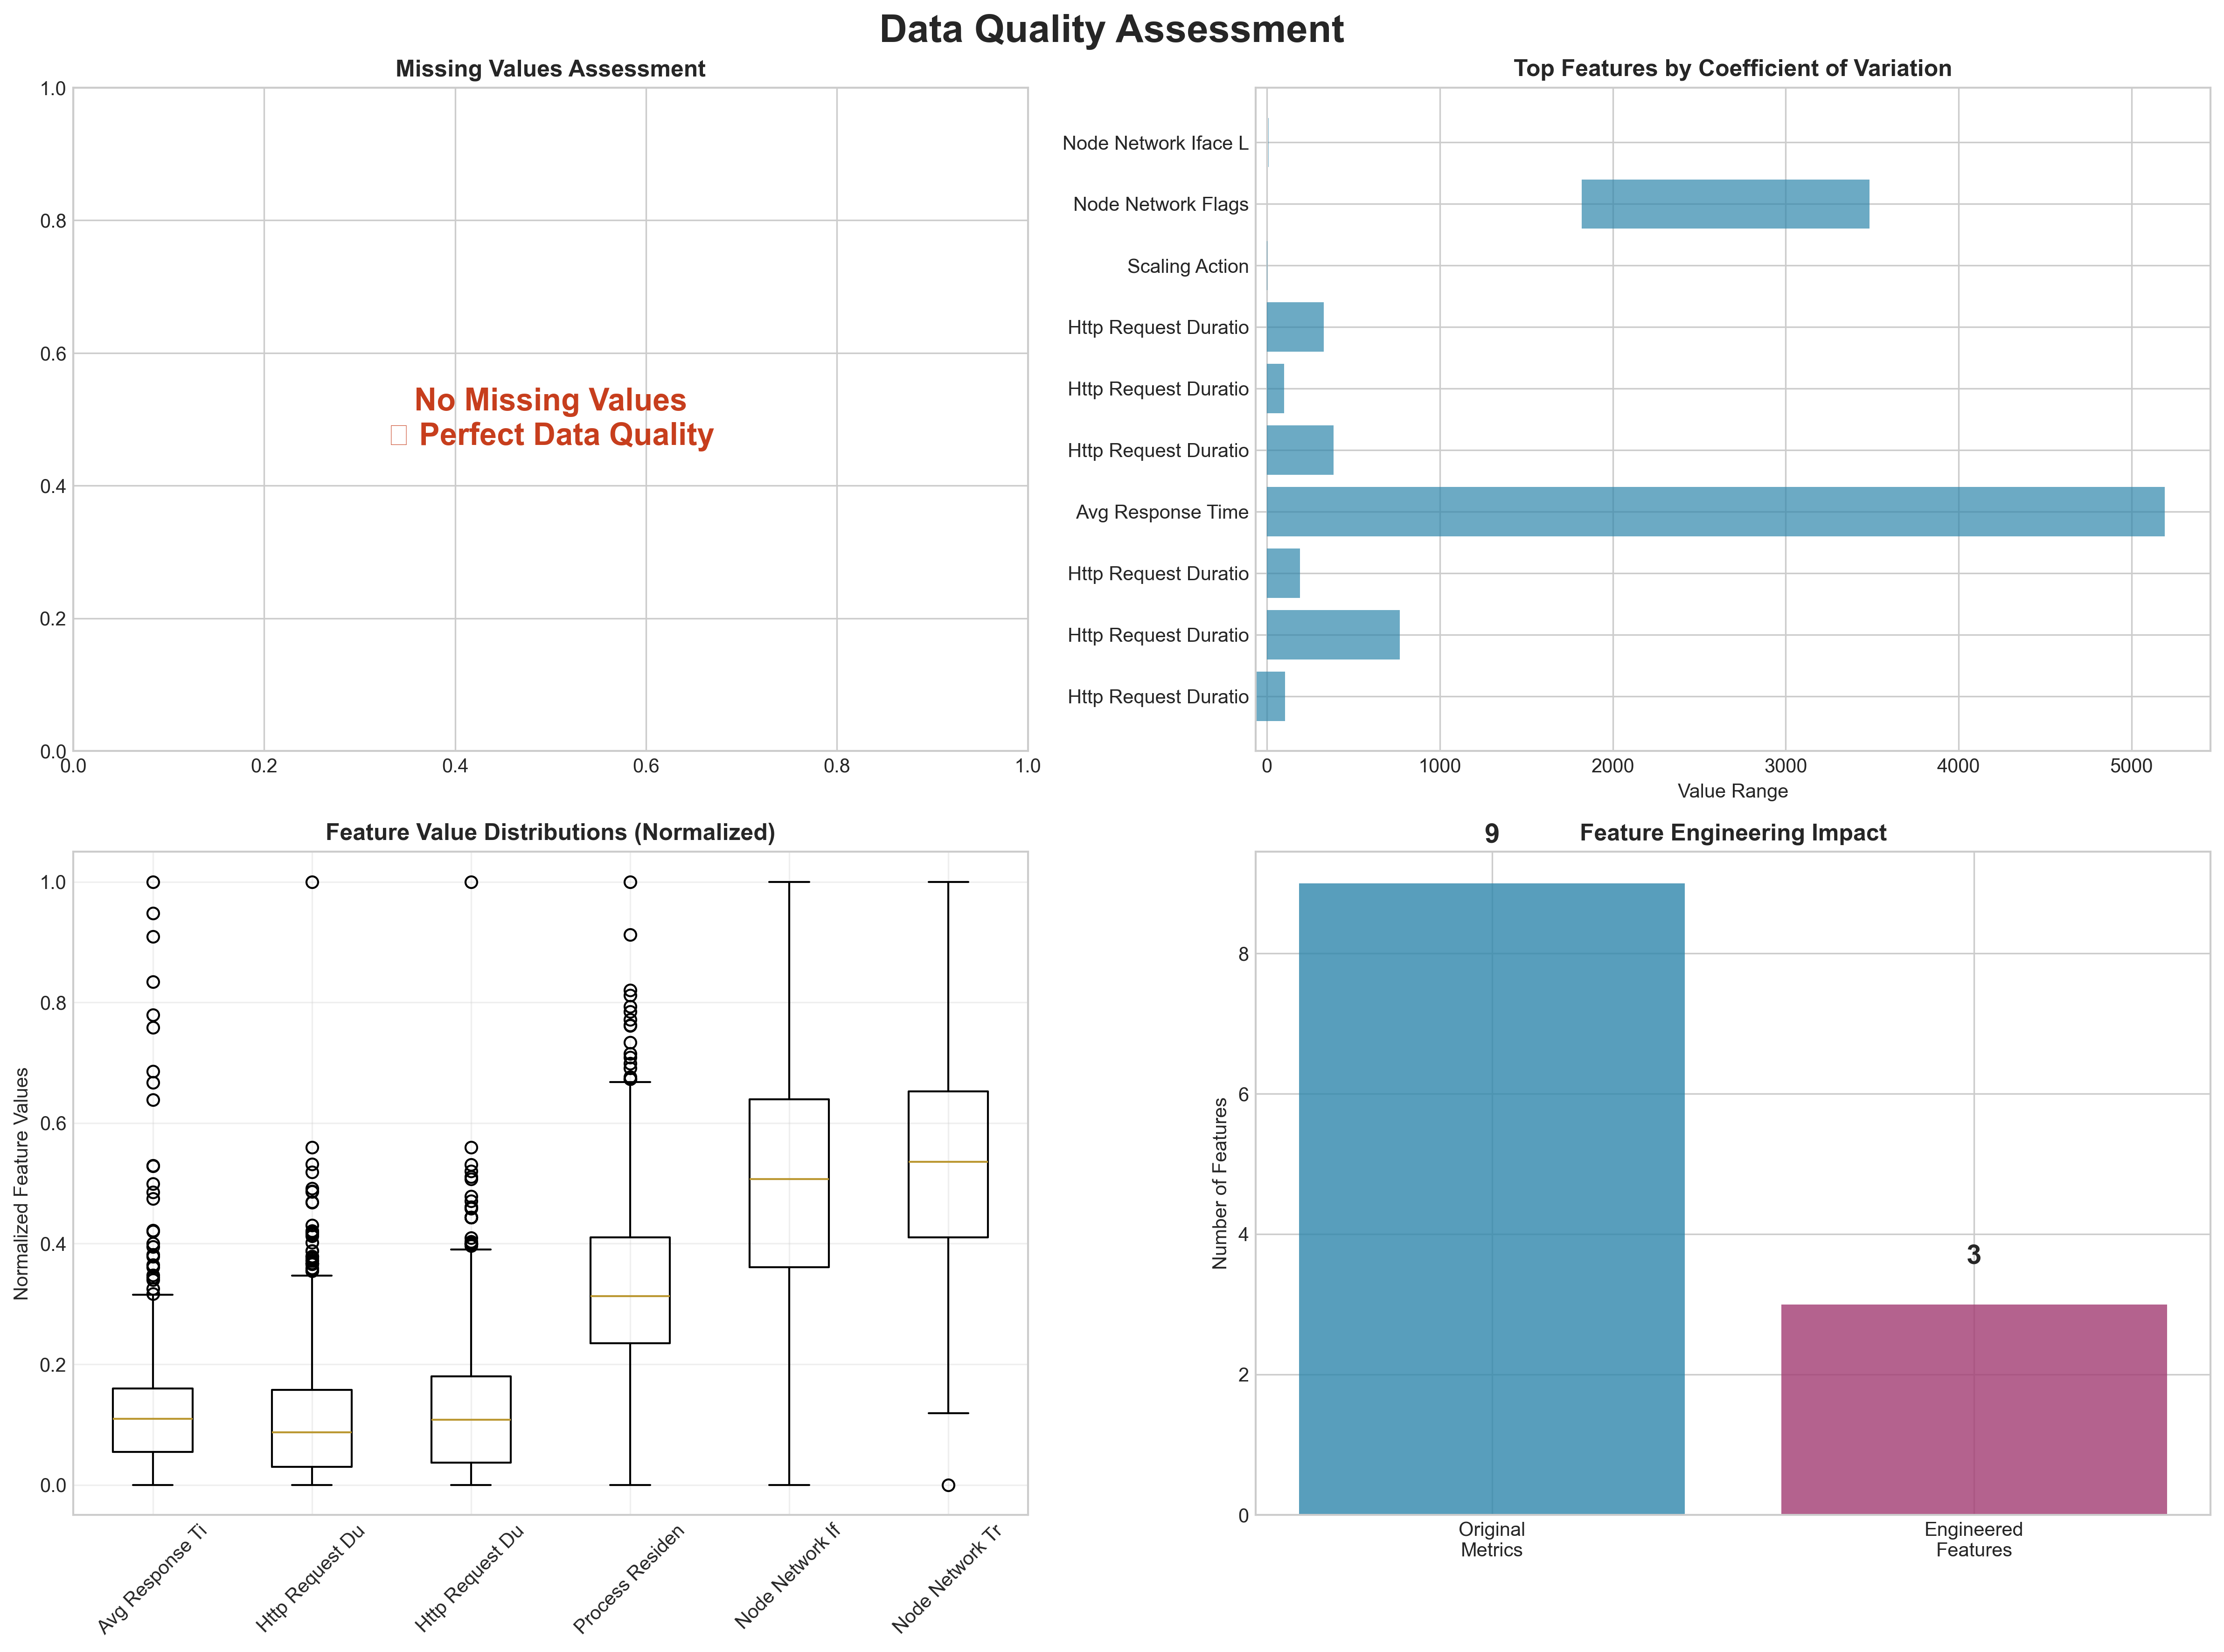 Data Quality Assessment
Missing Values Assessment
1.0
0.8
0.6
0.4
0.2
0.0
No Missing Values
Perfect Data Quality
0.0 0.2 0.4 0.6 0.8 1.0
Top Features by Coefficient of Variation
Node Network Iface L
Node Network Flags
Scaling Action
Http Request Duratio
Http Request Duratio
Http Request Duratio
Avg Response Time
Http Request Duratio
Http Request Duratio
Http Request Duratio
0 1000 2000 3000 4000 5000
Value Range
Feature Value Distributions (Normalized)
Normalized Feature Values
1.0
0.8
0.6
0.4
0.2
0.0
Avg Response Ti
Http Request Du
Http Request Du
Process Residen
Node Network If
Node Network Tr
Feature Engineering Impact
9
3
Number of Features
8
6
4
2
0
Original
Metrics
Engineered
Features